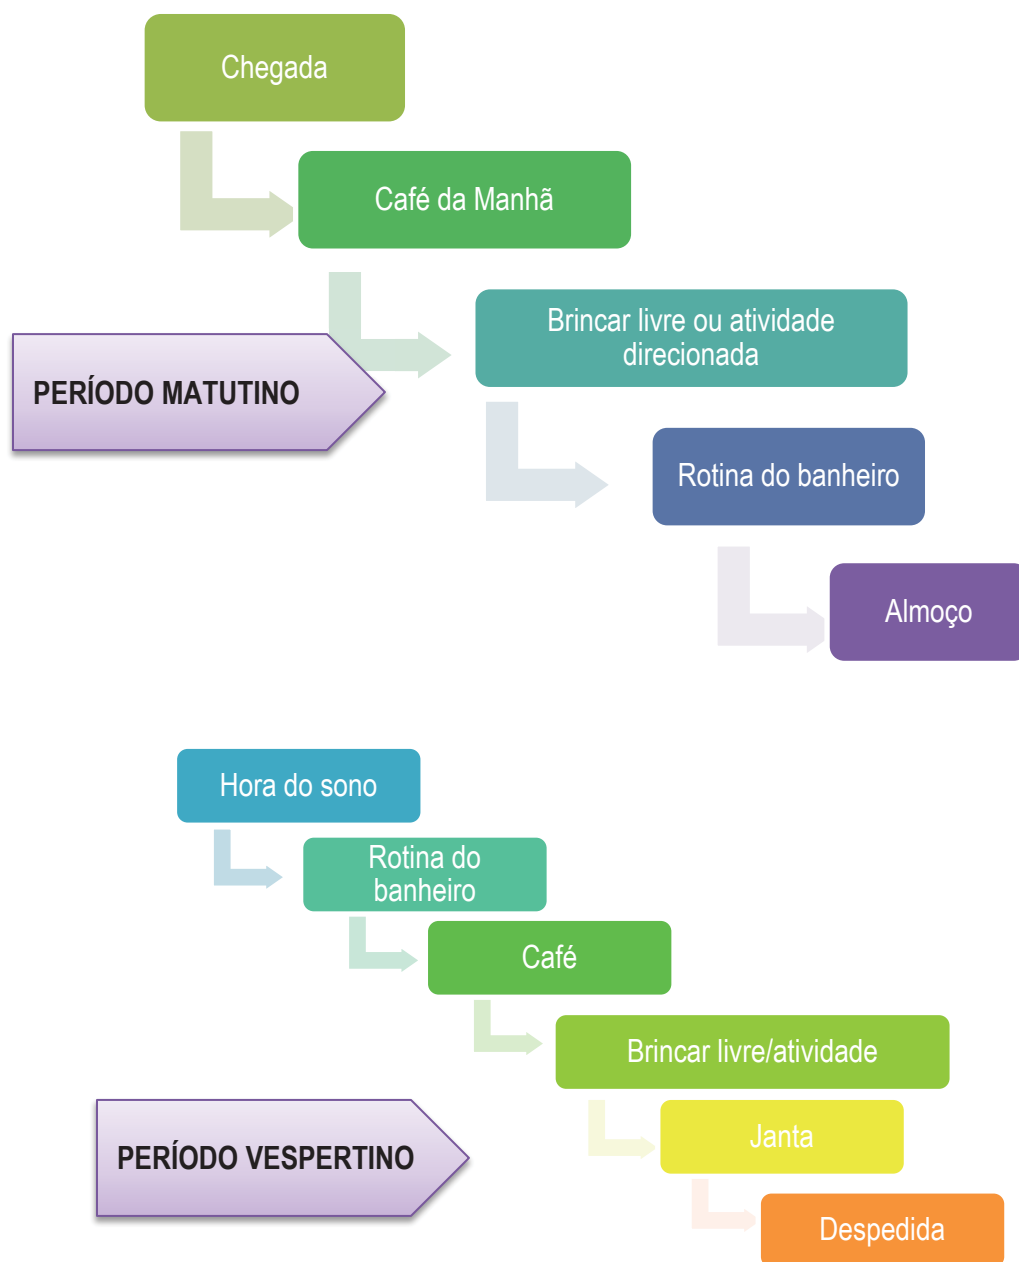 Chegada
Café da Manhã
Brincar livre ou atividade
direcionada
PERÍODO MATUTINO
Rotina do banheiro
Almoço
Hora do sono
Rotina do
banheiro
Café
Brincar livre/atividade
Janta
PERÍODO VESPERTINO
Despedida